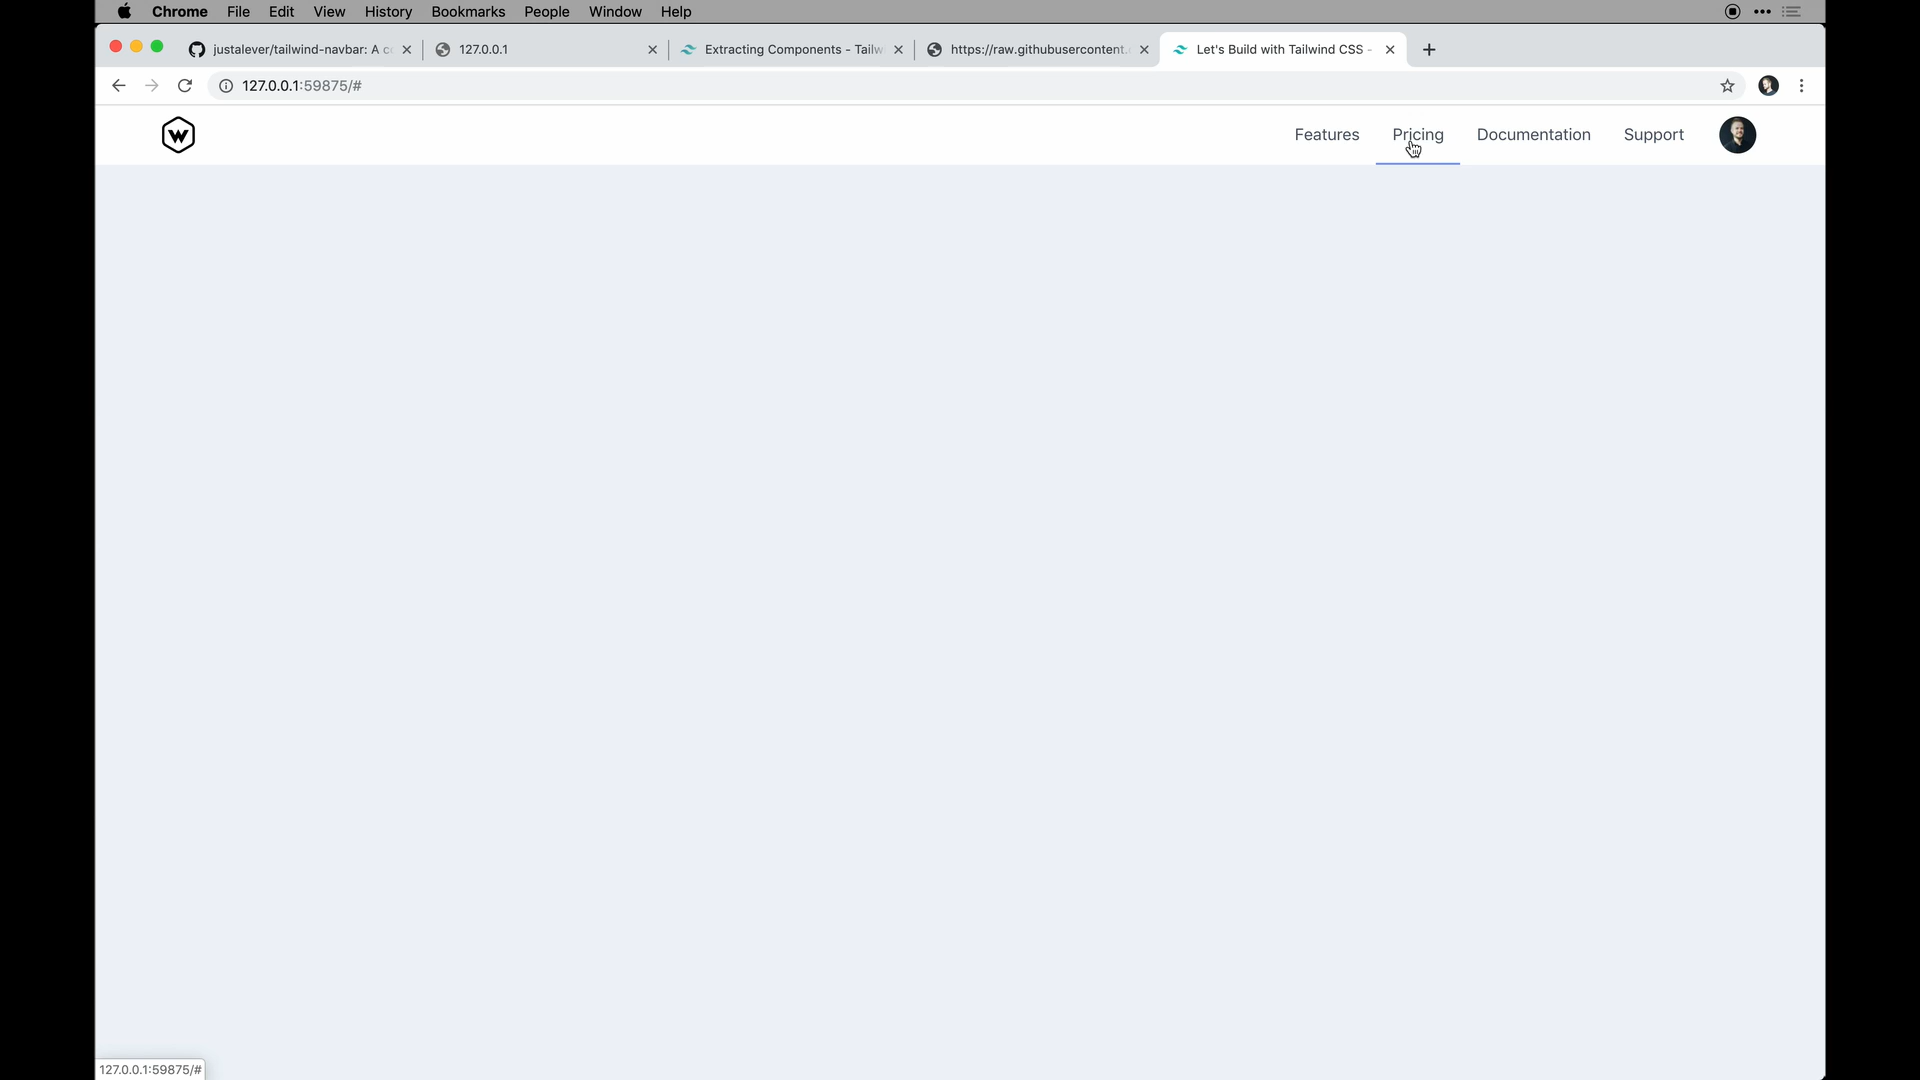 Chrome File Edit View History Bookmarks People Window Help
justalever/tailwind-navbar: A c 127.0.0.1 Extracting Components - Tailw https://raw.githubusercontent. Let's Build with Tailwind CSS -
127.0.0.1:59875/#
W Features Pricing Documentation Support
127.0.0.1:59875/#